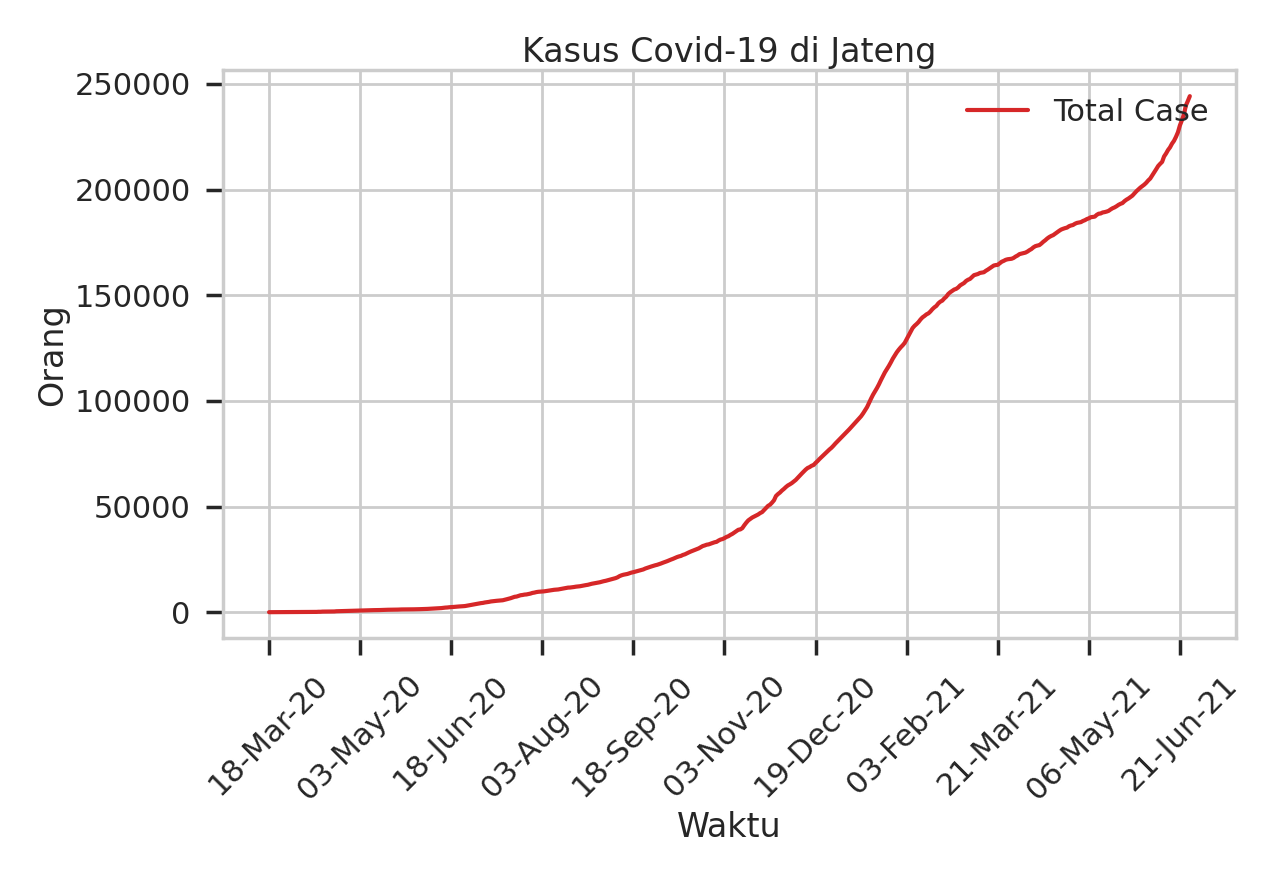 Kasus Covid-19 di Jateng
Total Case
Orang
250000
200000
150000
100000
50000
0
18-Mar-20
03-May-20
18-Jun-20
03-Aug-20
18-Sep-20
03-Nov-20
19-Dec-20
03-Feb-21
21-Mar-21
06-May-21
21-Jun-21
Waktu